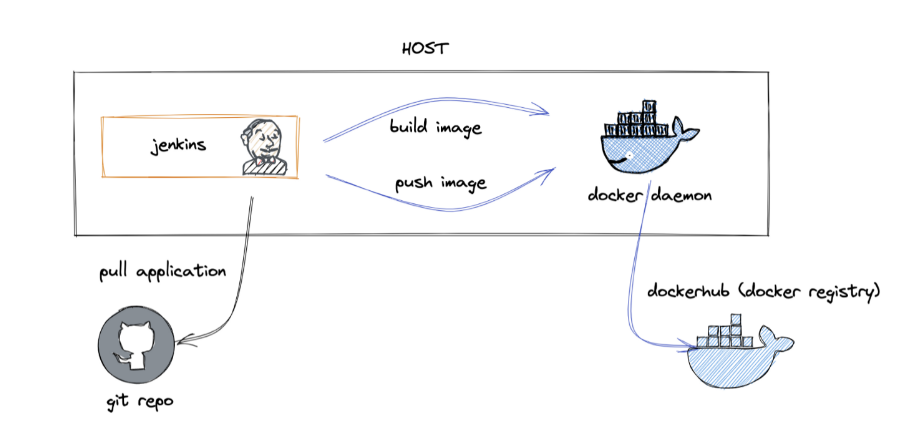 HOST
jenkins
build image
push image
docker daemon
pull application
dockerhub (docker registry)
git repo